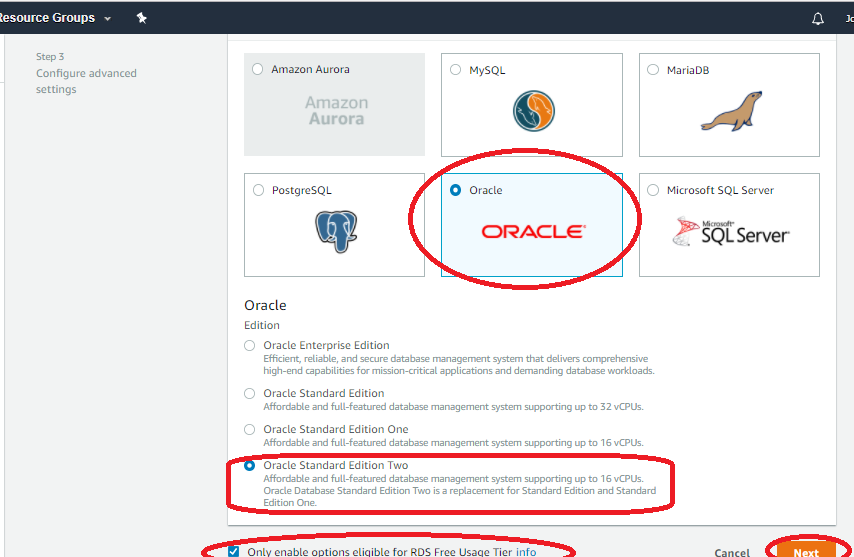 Resource Groups
Step 3
Configure advanced
settings
Amazon Aurora
Amazon
Aurora
MySQL
MariaDB
PostgreSQL
Oracle
ORACLE®
Microsoft SQL Server
Microsoft®
SQL Server®
Oracle
Edition
Oracle Enterprise Edition
Efficient, reliable, and secure database management system that delivers comprehensive
high-end capabilities for mission-critical applications and demanding database workloads.
Oracle Standard Edition
Affordable and full-featured database management system supporting up to 32 vCPUs.
Oracle Standard Edition One
Affordable and full-featured database management system supporting up to 16 vCPUs.
Oracle Standard Edition Two
Affordable and full-featured database management system supporting up to 16 vCPUs.
Oracle Database Standard Edition Two is a replacement for Standard Edition and Standard
Edition One.
Only enable options eligible for RDS Free Usage Tier info
Cancel
Next